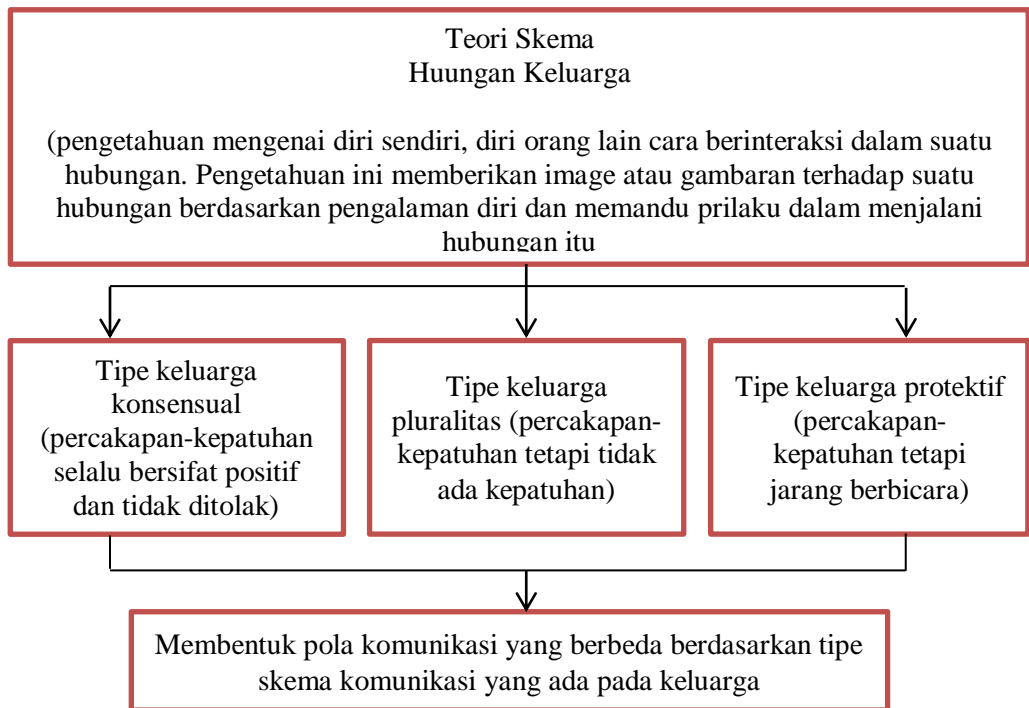 Teori Skema
Huungan Keluarga
(pengetahuan mengenai diri sendiri, diri orang lain cara berinteraksi dalam suatu
hubungan. Pengetahuan ini memberikan image atau gambaran terhadap suatu
hubungan berdasarkan pengalaman diri dan memandu prilaku dalam menjalani
hubungan itu
Tipe keluarga
konsensual
(percakapan-kepatuhan
selalu bersifat positif
dan tidak ditolak)
Tipe keluarga
pluralitas (percakapan-
kepatuhan tetapi tidak
ada kepatuhan)
Tipe keluarga protektif
(percakapan-
kepatuhan tetapi
jarang berbicara)
Membentuk pola komunikasi yang berbeda berdasarkan tipe
skema komunikasi yang ada pada keluarga